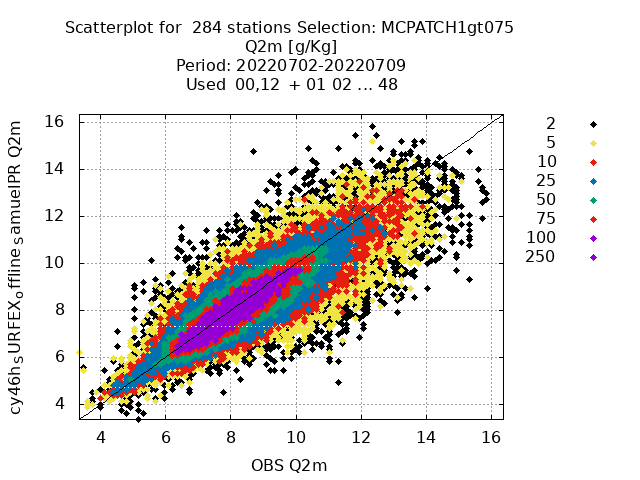 Scatterplot for 284 stations Selection: MCPATCH1gt075
Q2m [g/Kg]
Period: 20220702-20220709
Used 00,12 + 01 02 ... 48
cy46h_SURFEX_offline_samuelPR Q2m
16
14
12
10
8
6
4
4 6 8 10 12 14 16
OBS Q2m
2
5
10
25
50
75
100
250